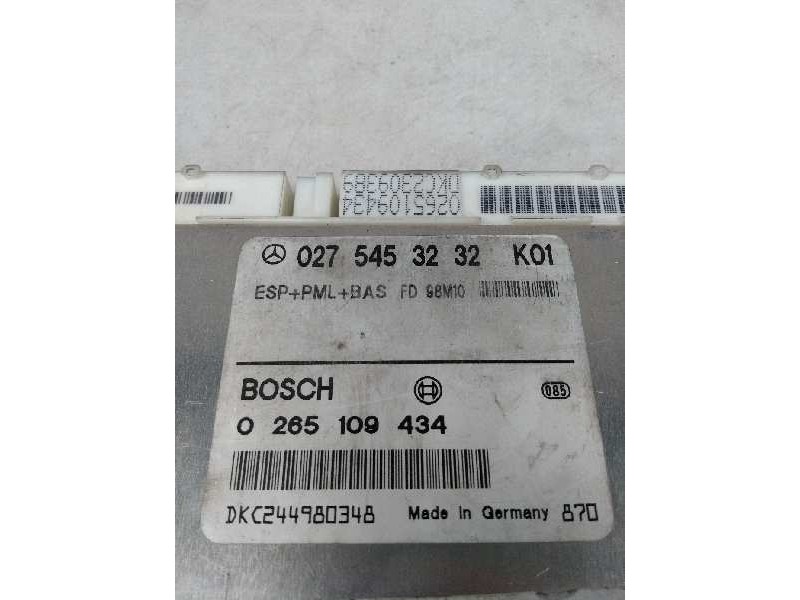 DKC2309389
0265109434
027 545 32 32 K01
ESP+PML+BAS FD 98M10
BOSCH
085
0 265 109 434
DKC244980348 Made in Germany 870